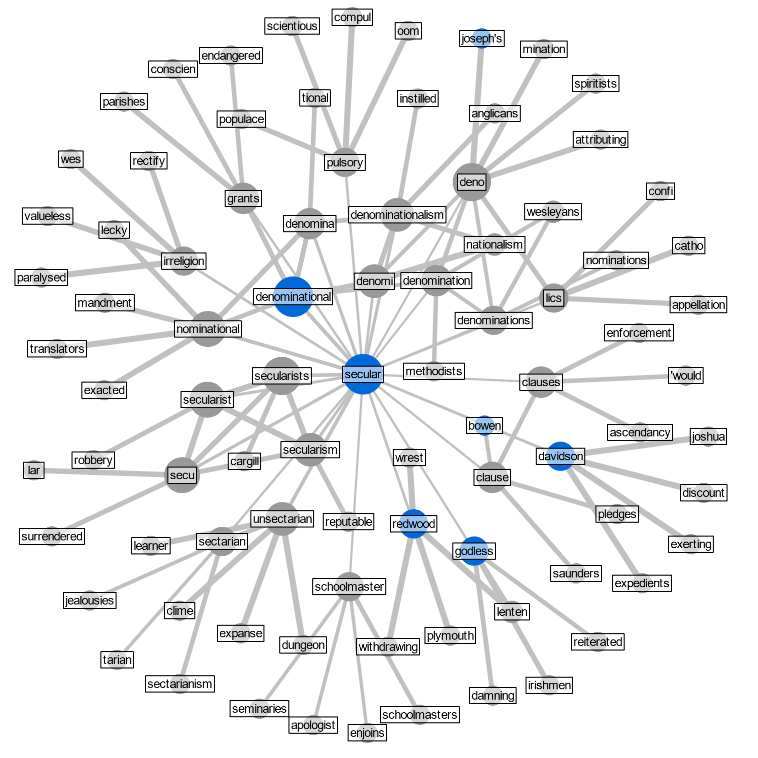 compul
scientious
oom
joseph's
mination
endangered
conscien
spiritists
tional
instilled
parishes
anglicans
populace
attributing
wes
rectify
pulsory
deno
confi
grants
valueless
lecky
denomina
denominationalism
wesleyans
nationalism
catho
irreligion
nominations
paralysed
denomi
denomination
denominational
lics
mandment
appellation
nominational
denominations
enforcement
translators
secularists
secular
methodists
clauses
'would
exacted
secularist
bowen
ascendancy
joshua
secularism
robbery
cargill
wrest
davidson
lar
secu
clause
discount
unsectarian
reputable
redwood
pledges
surrendered
learner
sectarian
godless
exerting
saunders
expedients
schoolmaster
jealousies
clime
lenten
expanse
plymouth
reiterated
dungeon
withdrawing
tarian
sectarianism
irishmen
damning
seminaries
schoolmasters
apologist
enjoins